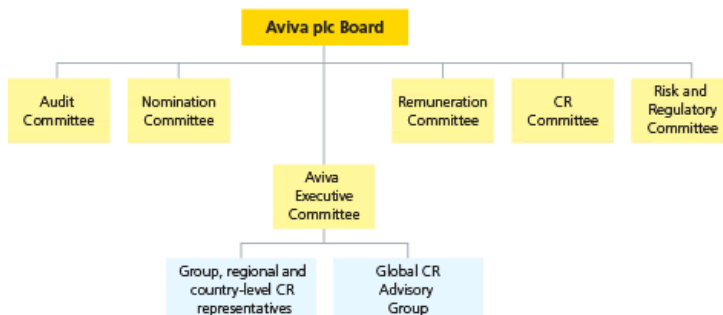 Aviva plc Board
Audit
Committee
Nomination
Committee
Remuneration
Committee
CR
Committee
Risk and
Regulatory
Committee
Aviva
Executive
Committee
Group, regional and
country-level CR
representatives
Global CR
Advisory
Group